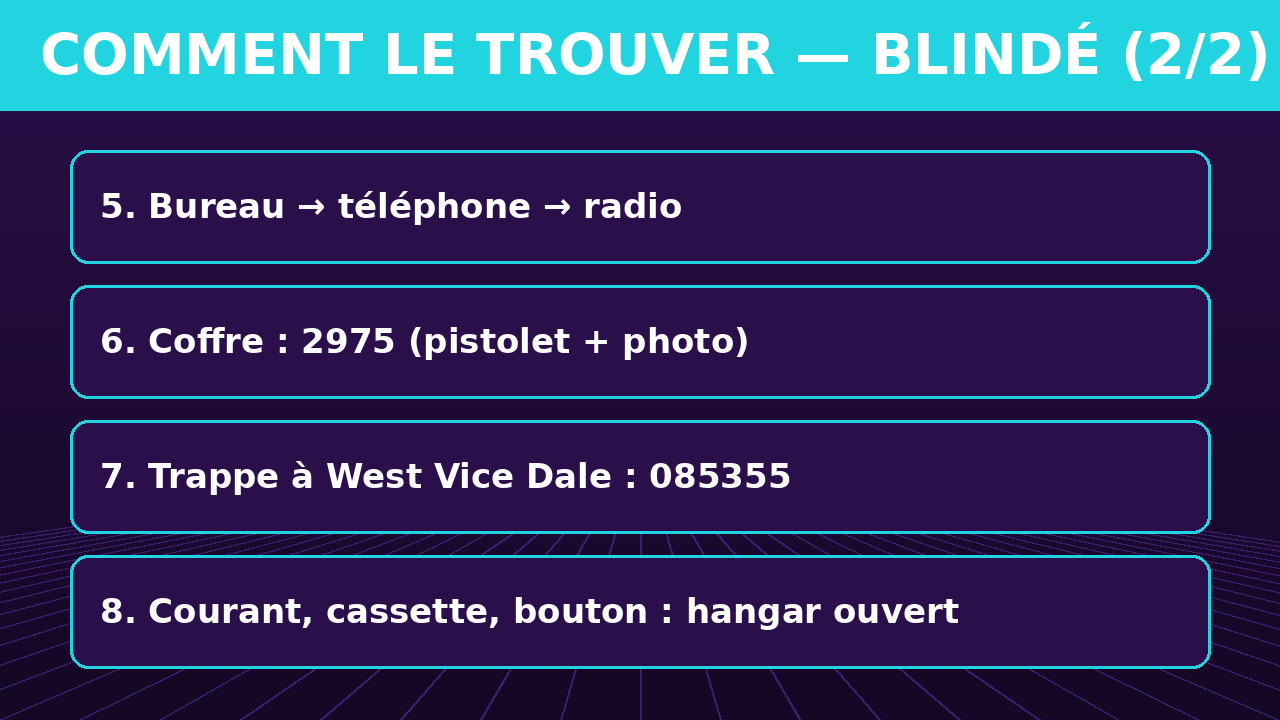 COMMENT LE TROUVER — BLINDÉ (2/2)
5. Bureau → téléphone → radio
6. Coffre : 2975 (pistolet + photo)
7. Trappe à West Vice Dale : 085355
8. Courant, cassette, bouton : hangar ouvert